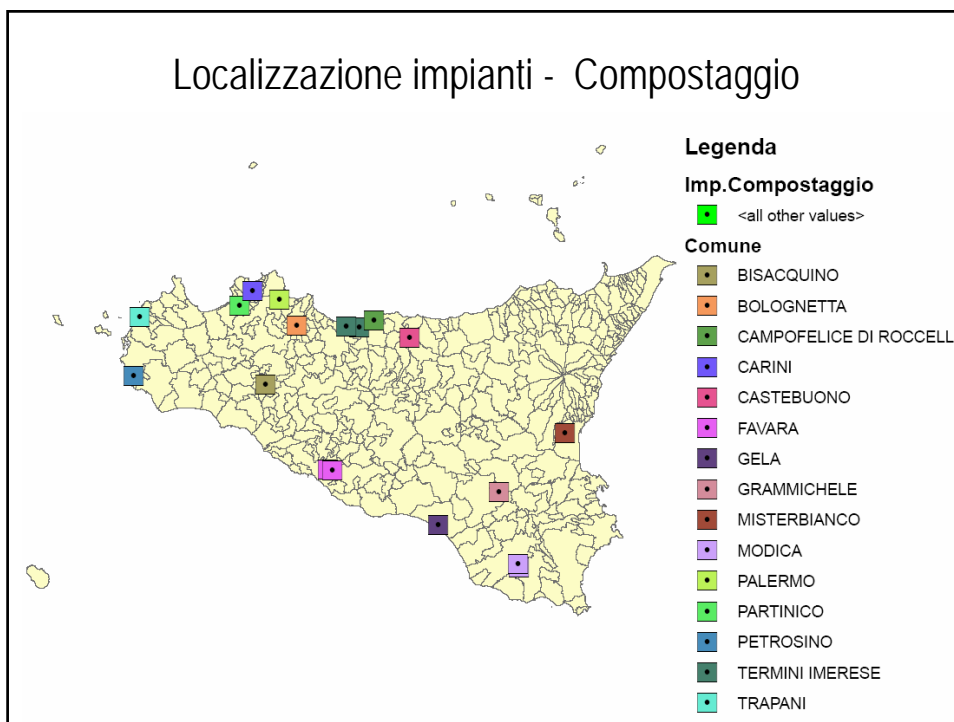 Localizzazione impianti - Compostaggio
Legenda
Imp.Compostaggio
<all other values>
Comune
BISACQUINO
BOLOGNETTA
CAMPOFELICE DI ROCCELL
CARINI
CASTEBUONO
FAVARA
GELA
GRAMMICHELE
MISTERBIANCO
MODICA
PALERMO
PARTINICO
PETROSINO
TERMINI IMERESE
TRAPANI